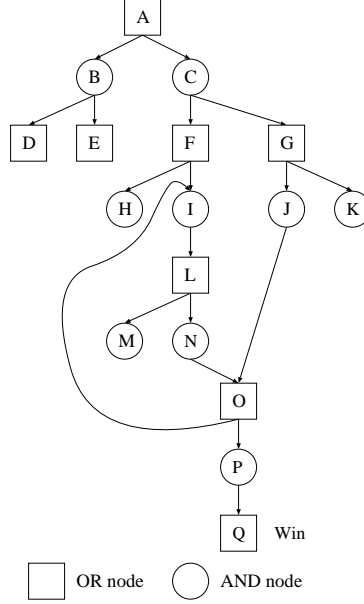 A
B C
D E F G
H I J K
L
M N
O
P
Q Win
OR node AND node